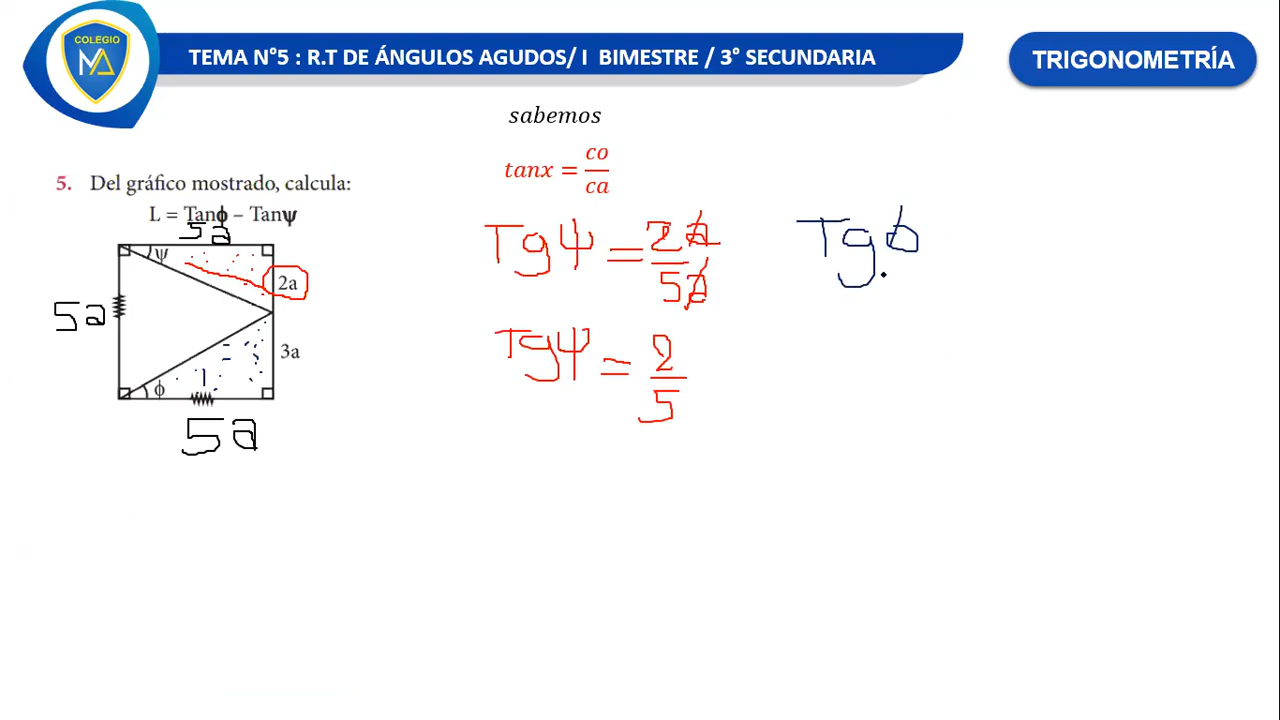 COLEGIO
MA
TEMA N°5 : R.T DE ÁNGULOS AGUDOS/ I BIMESTRE / 3° SECUNDARIA
TRIGONOMETRÍA
sabemos
tanx = co/ca
5. Del gráfico mostrado, calcula:
L = Tanϕ – Tanψ
5a
ψ
2a
5a
3a
ϕ
5a
Tgψ = 2a/5a
Tgψ = 2/5
Tgϕ